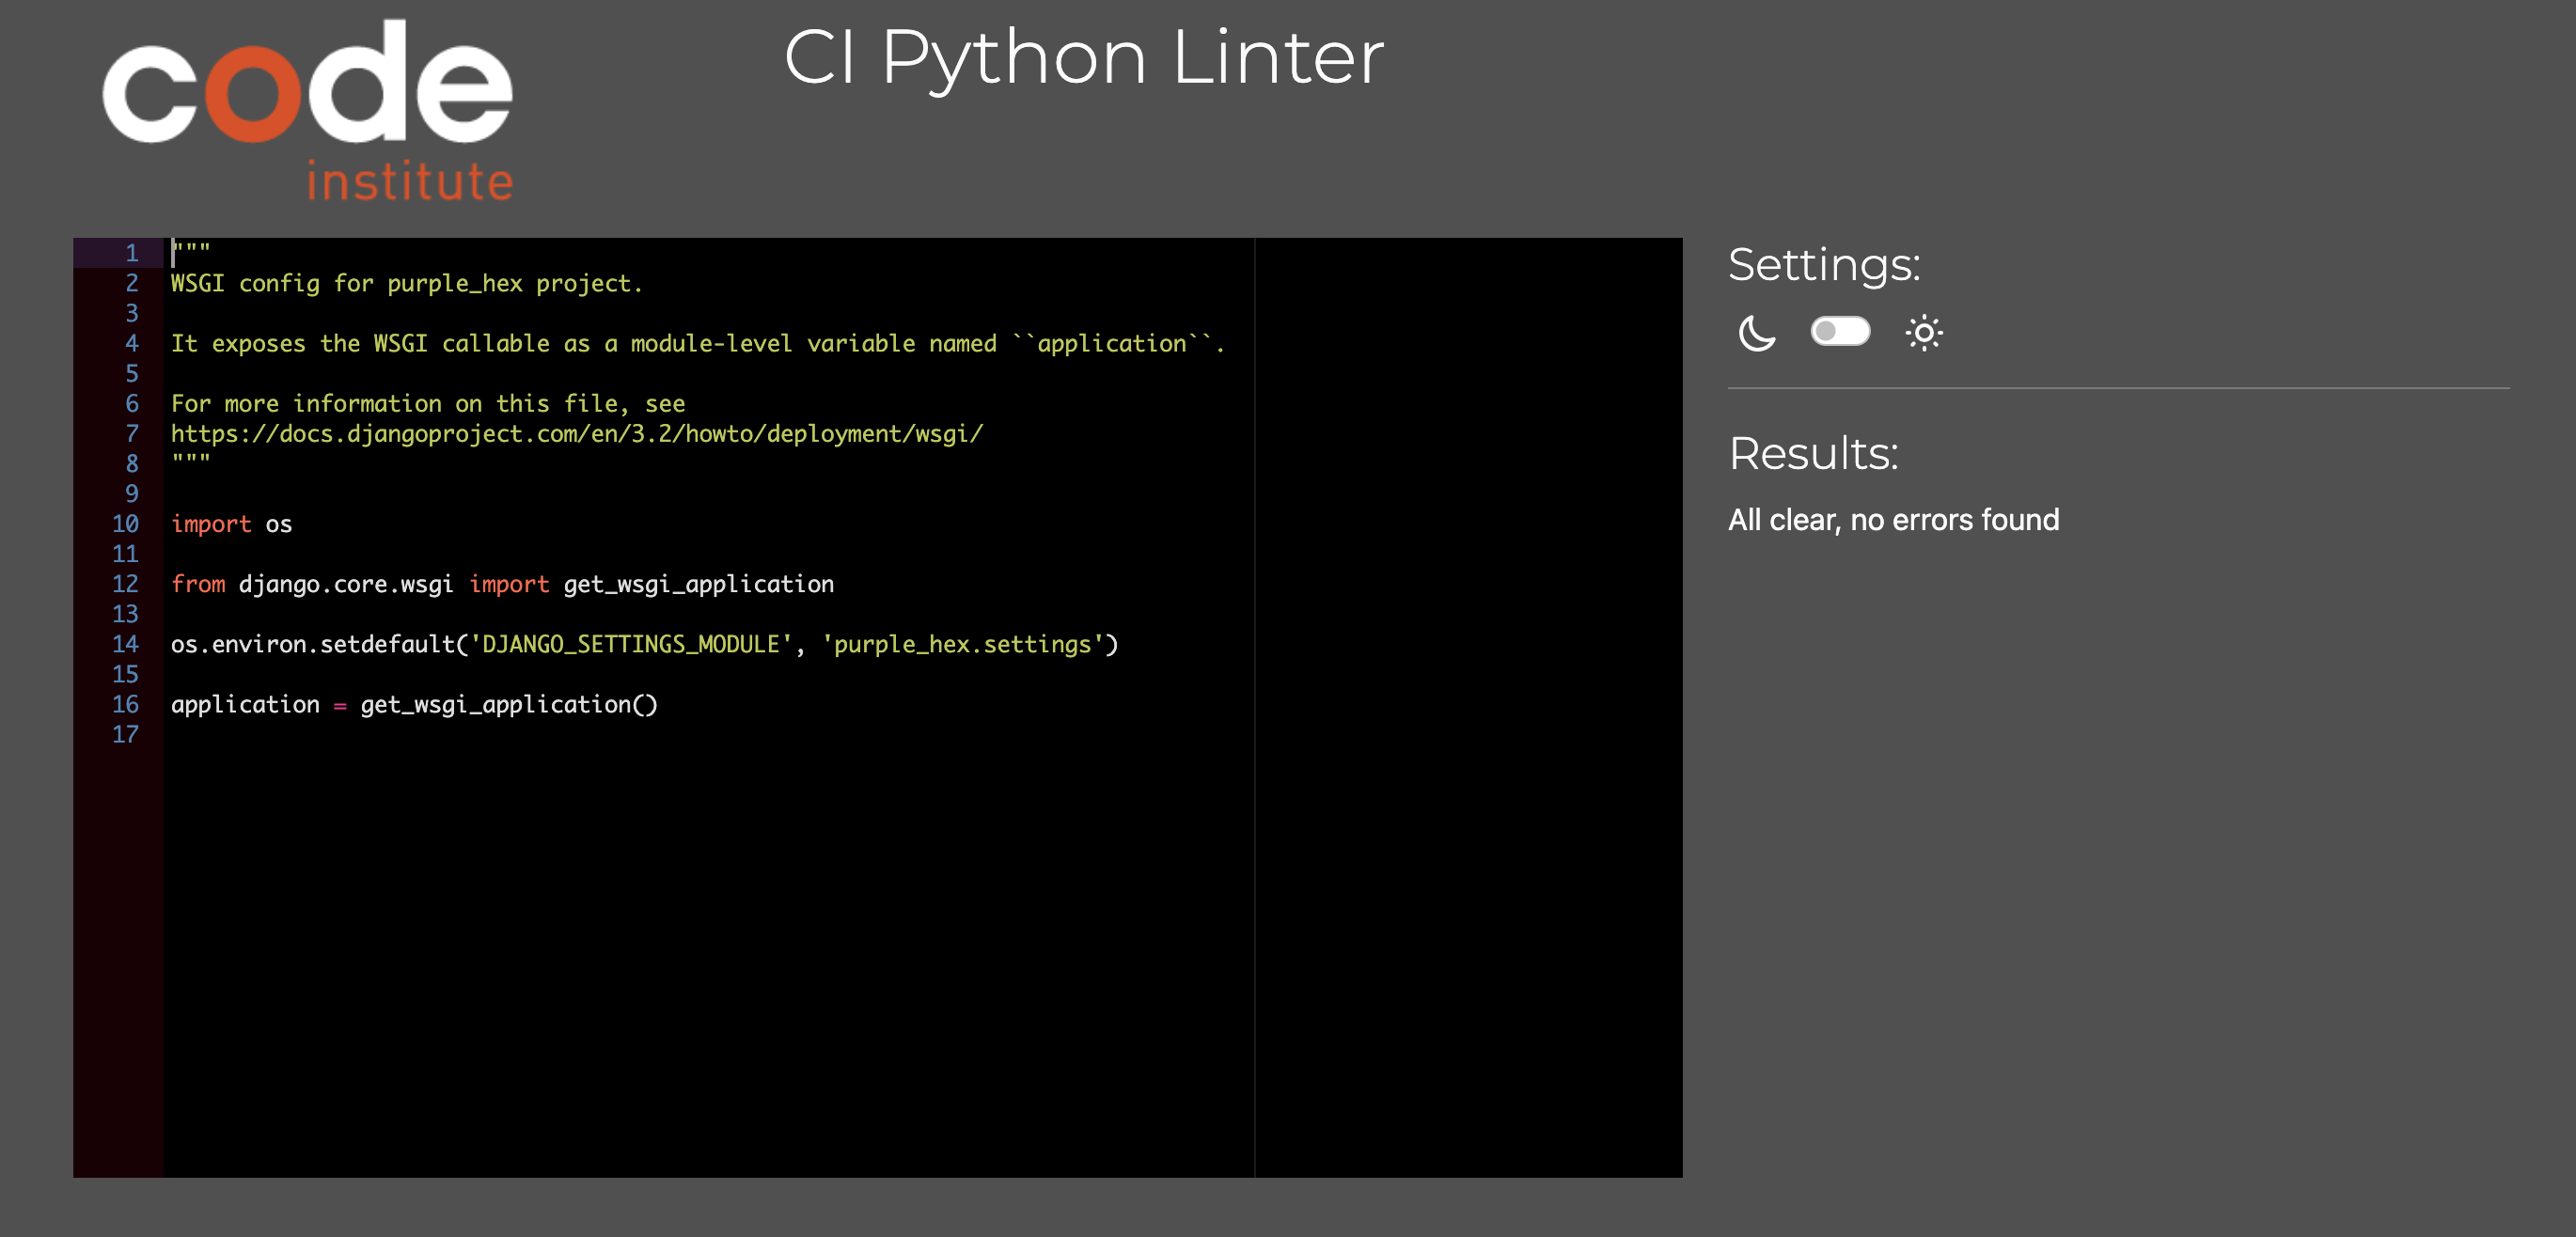 code
institute
CI Python Linter
1 """
2 WSGI config for purple_hex project.
3
4 It exposes the WSGI callable as a module-level variable named ``application``.
5
6 For more information on this file, see
7 https://docs.djangoproject.com/en/3.2/howto/deployment/wsgi/
8 """
9
10 import os
11
12 from django.core.wsgi import get_wsgi_application
13
14 os.environ.setdefault('DJANGO_SETTINGS_MODULE', 'purple_hex.settings')
15
16 application = get_wsgi_application()
17
Settings:
Results:
All clear, no errors found